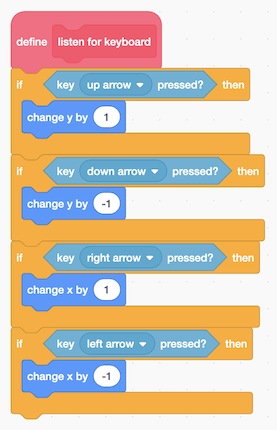 define listen for keyboard
if key up arrow pressed? then
change y by 1
if key down arrow pressed? then
change y by -1
if key right arrow pressed? then
change x by 1
if key left arrow pressed? then
change x by -1